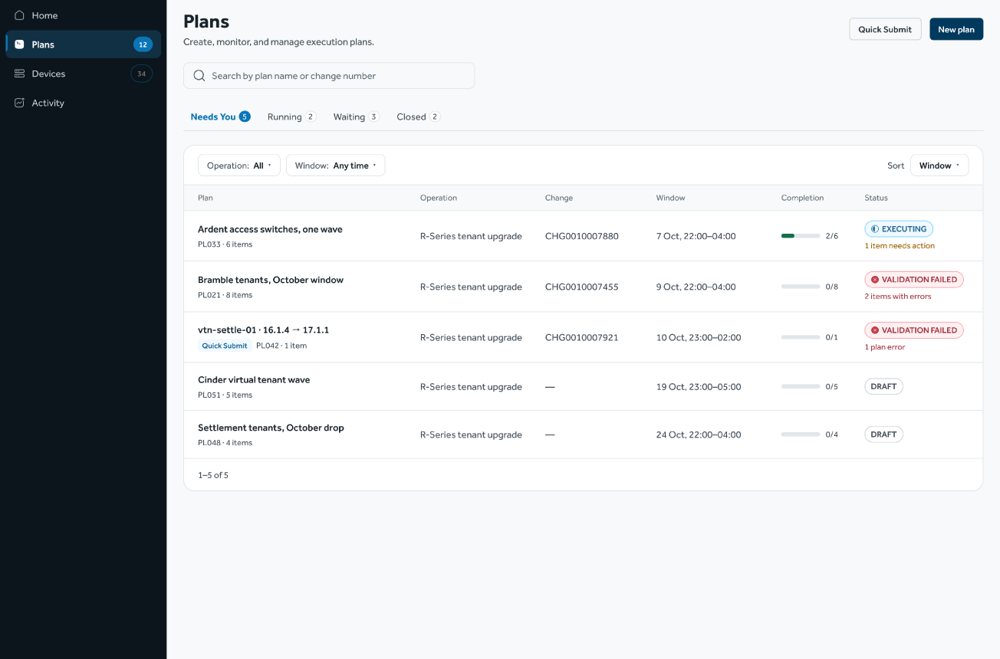 Home
Plans 12
Devices 34
Activity
Plans
Create, monitor, and manage execution plans.
Quick Submit
New plan
Search by plan name or change number
Needs You 5 Running 2 Waiting 3 Closed 2
Operation: All Window: Any time Sort Window
Plan Operation Change Window Completion Status
Ardent access switches, one wave
PL033 · 6 items
R-Series tenant upgrade CHG0010007880 7 Oct, 22:00–04:00 2/6
EXECUTING
1 item needs action
Bramble tenants, October window
PL021 · 8 items
R-Series tenant upgrade CHG0010007455 9 Oct, 22:00–04:00 0/8
VALIDATION FAILED
2 items with errors
vtn-settle-01 · 16.1.4 → 17.1.1
Quick Submit PL042 · 1 item
R-Series tenant upgrade CHG0010007921 10 Oct, 23:00–02:00 0/1
VALIDATION FAILED
1 plan error
Cinder virtual tenant wave
PL051 · 5 items
R-Series tenant upgrade — 19 Oct, 23:00–05:00 0/5
DRAFT
Settlement tenants, October drop
PL048 · 4 items
R-Series tenant upgrade — 24 Oct, 22:00–04:00 0/4
DRAFT
1–5 of 5